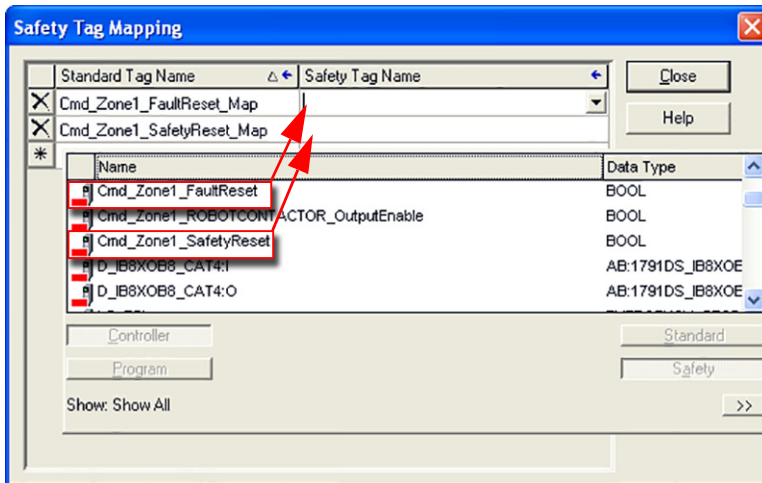 Safety Tag Mapping
Standard Tag Name Safety Tag Name
Close
Cmd_Zone1_FaultReset_Map
Help
Cmd_Zone1_SafetyReset_Map
Name Data Type
Cmd_Zone1_FaultReset BOOL
Cmd_Zone1_ROBOTCONTACTOR_OutputEnable BOOL
Cmd_Zone1_SafetyReset BOOL
D_IB8XOB8_CAT4:I AB:1791DS_IB8XOE
D_IB8XOB8_CAT4:O AB:1791DS_IB8XOE
Controller Standard
Program Safety
Show: Show All >>